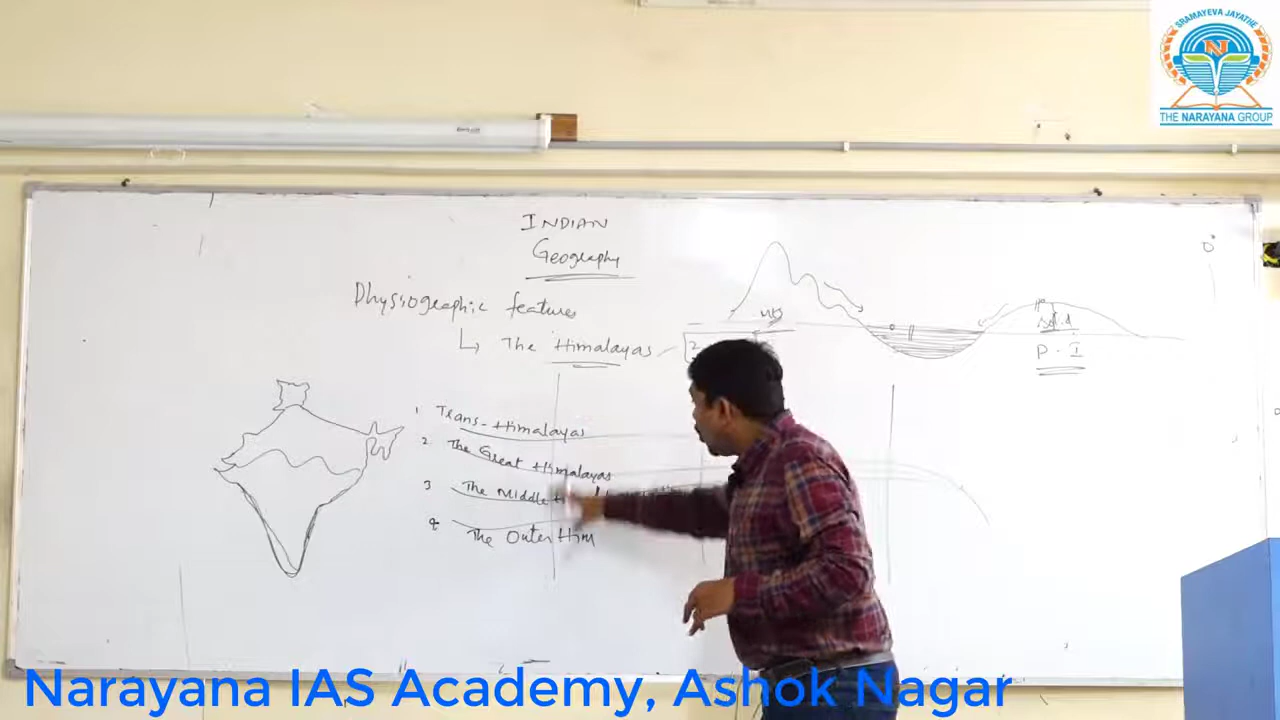 SRAMAYEVA JAYATHE
N
THE NARAYANA GROUP
INDIAN
Geography
Physiographic features
The Himalayas
0°
P. I
1 Trans-Himalayas
2. The Great Himalayas
3 The Middle
4 The Outer Him
Narayana IAS Academy, Ashok Nagar